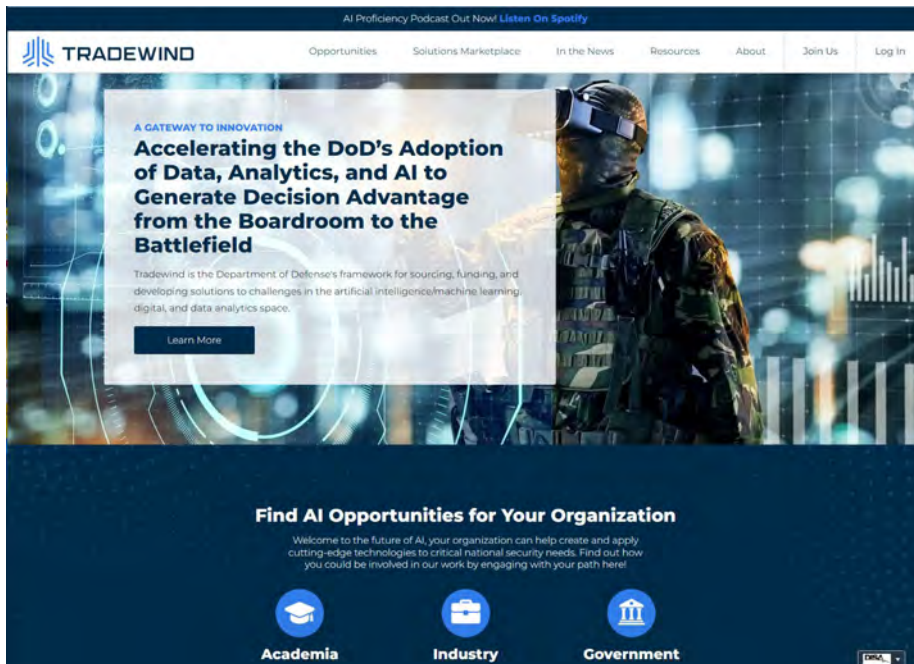 AI Proficiency Podcast Out Now! Listen On Spotify
TRADEWIND
Opportunities
Solutions Marketplace
In the News
Resources
About
Join Us
Log In
A GATEWAY TO INNOVATION
Accelerating the DoD's Adoption
of Data, Analytics, and AI to
Generate Decision Advantage
from the Boardroom to the
Battlefield
Tradewind is the Department of Defense's framework for sourcing, funding, and
developing solutions to challenges in the artificial intelligence/machine learning,
digital, and data analytics space.
Learn More
Find AI Opportunities for Your Organization
Welcome to the future of AI, your organization can help create and apply
cutting-edge technologies to critical national security needs. Find out how
you could be involved in our work by engaging with your path here!
Academia
Industry
Government